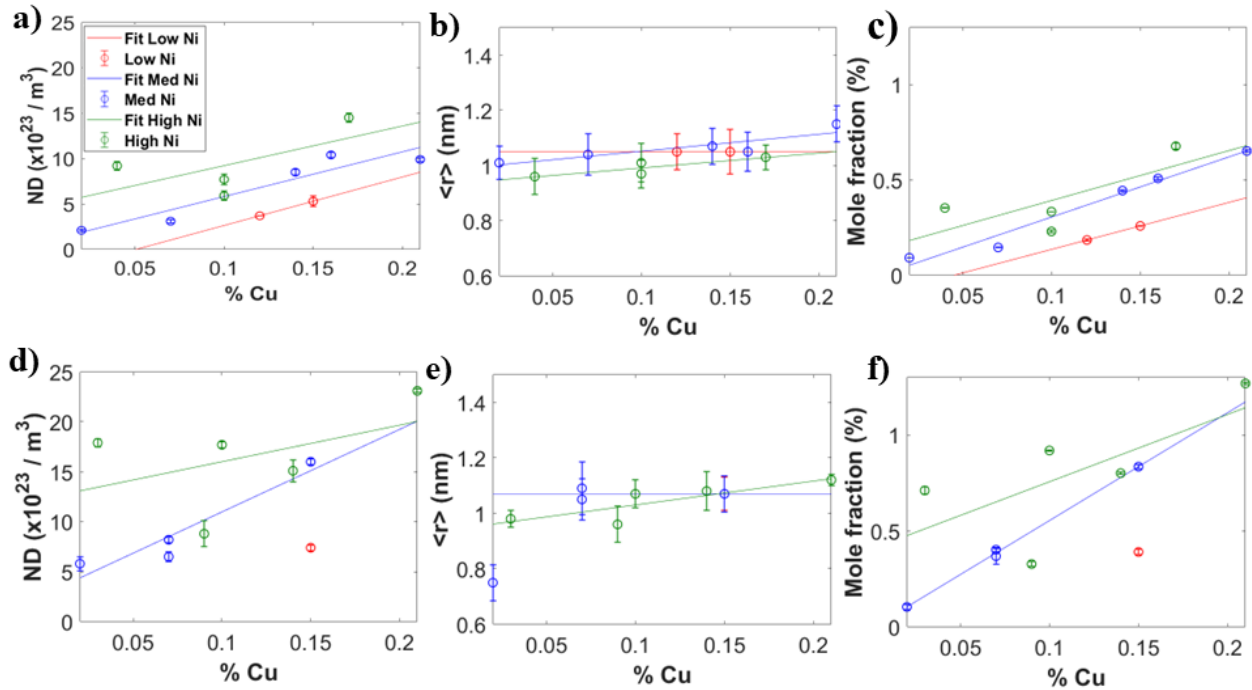 a)
ND (x10^23 / m^3)
25
20
15
10
5
0
0.05
0.1
0.15
0.2
% Cu
Fit Low Ni
Low Ni
Fit Med Ni
Med Ni
Fit High Ni
High Ni
b)
<r> (nm)
1.4
1.2
1
0.8
0.6
0.05
0.1
0.15
0.2
% Cu
c)
Mole fraction (%)
1
0.5
0
0.05
0.1
0.15
0.2
% Cu
d)
ND (x10^23 / m^3)
25
20
15
10
5
0
0.05
0.1
0.15
0.2
% Cu
e)
<r> (nm)
1.4
1.2
1
0.8
0.6
0.05
0.1
0.15
0.2
% Cu
f)
Mole fraction (%)
1
0.5
0
0.05
0.1
0.15
0.2
% Cu